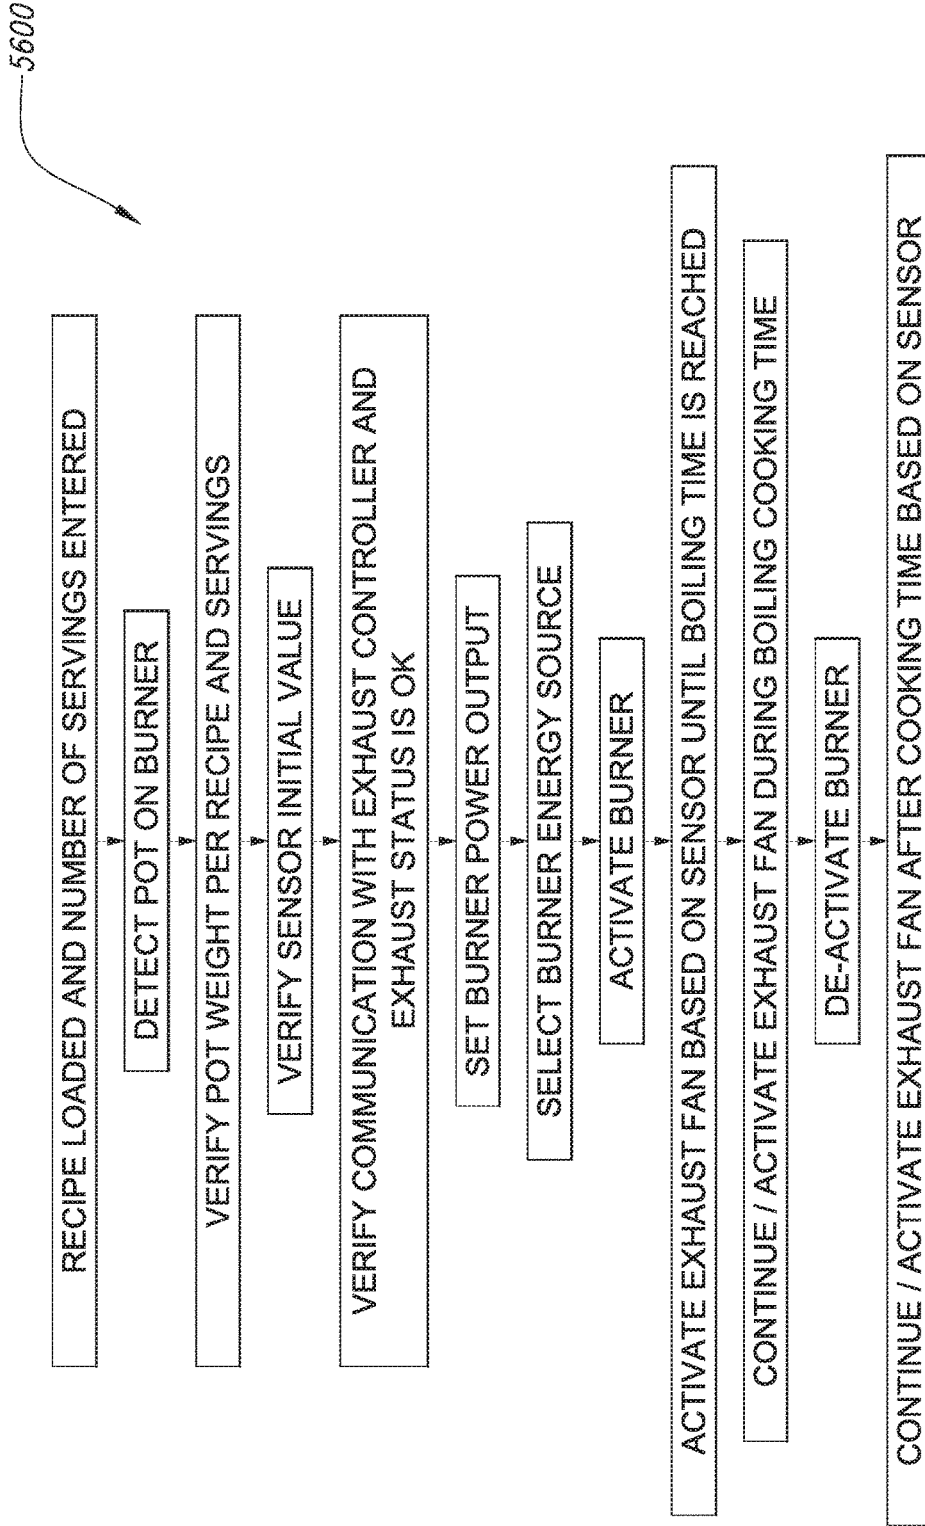 5600
RECIPE LOADED AND NUMBER OF SERVINGS ENTERED
DETECT POT ON BURNER
VERIFY POT WEIGHT PER RECIPE AND SERVINGS
VERIFY SENSOR INITIAL VALUE
VERIFY COMMUNICATION WITH EXHAUST CONTROLLER AND
EXHAUST STATUS IS OK
SET BURNER POWER OUTPUT
SELECT BURNER ENERGY SOURCE
ACTIVATE BURNER
ACTIVATE EXHAUST FAN BASED ON SENSOR UNTIL BOILING TIME IS REACHED
CONTINUE / ACTIVATE EXHAUST FAN DURING BOILING COOKING TIME
DE-ACTIVATE BURNER
CONTINUE / ACTIVATE EXHAUST FAN AFTER COOKING TIME BASED ON SENSOR